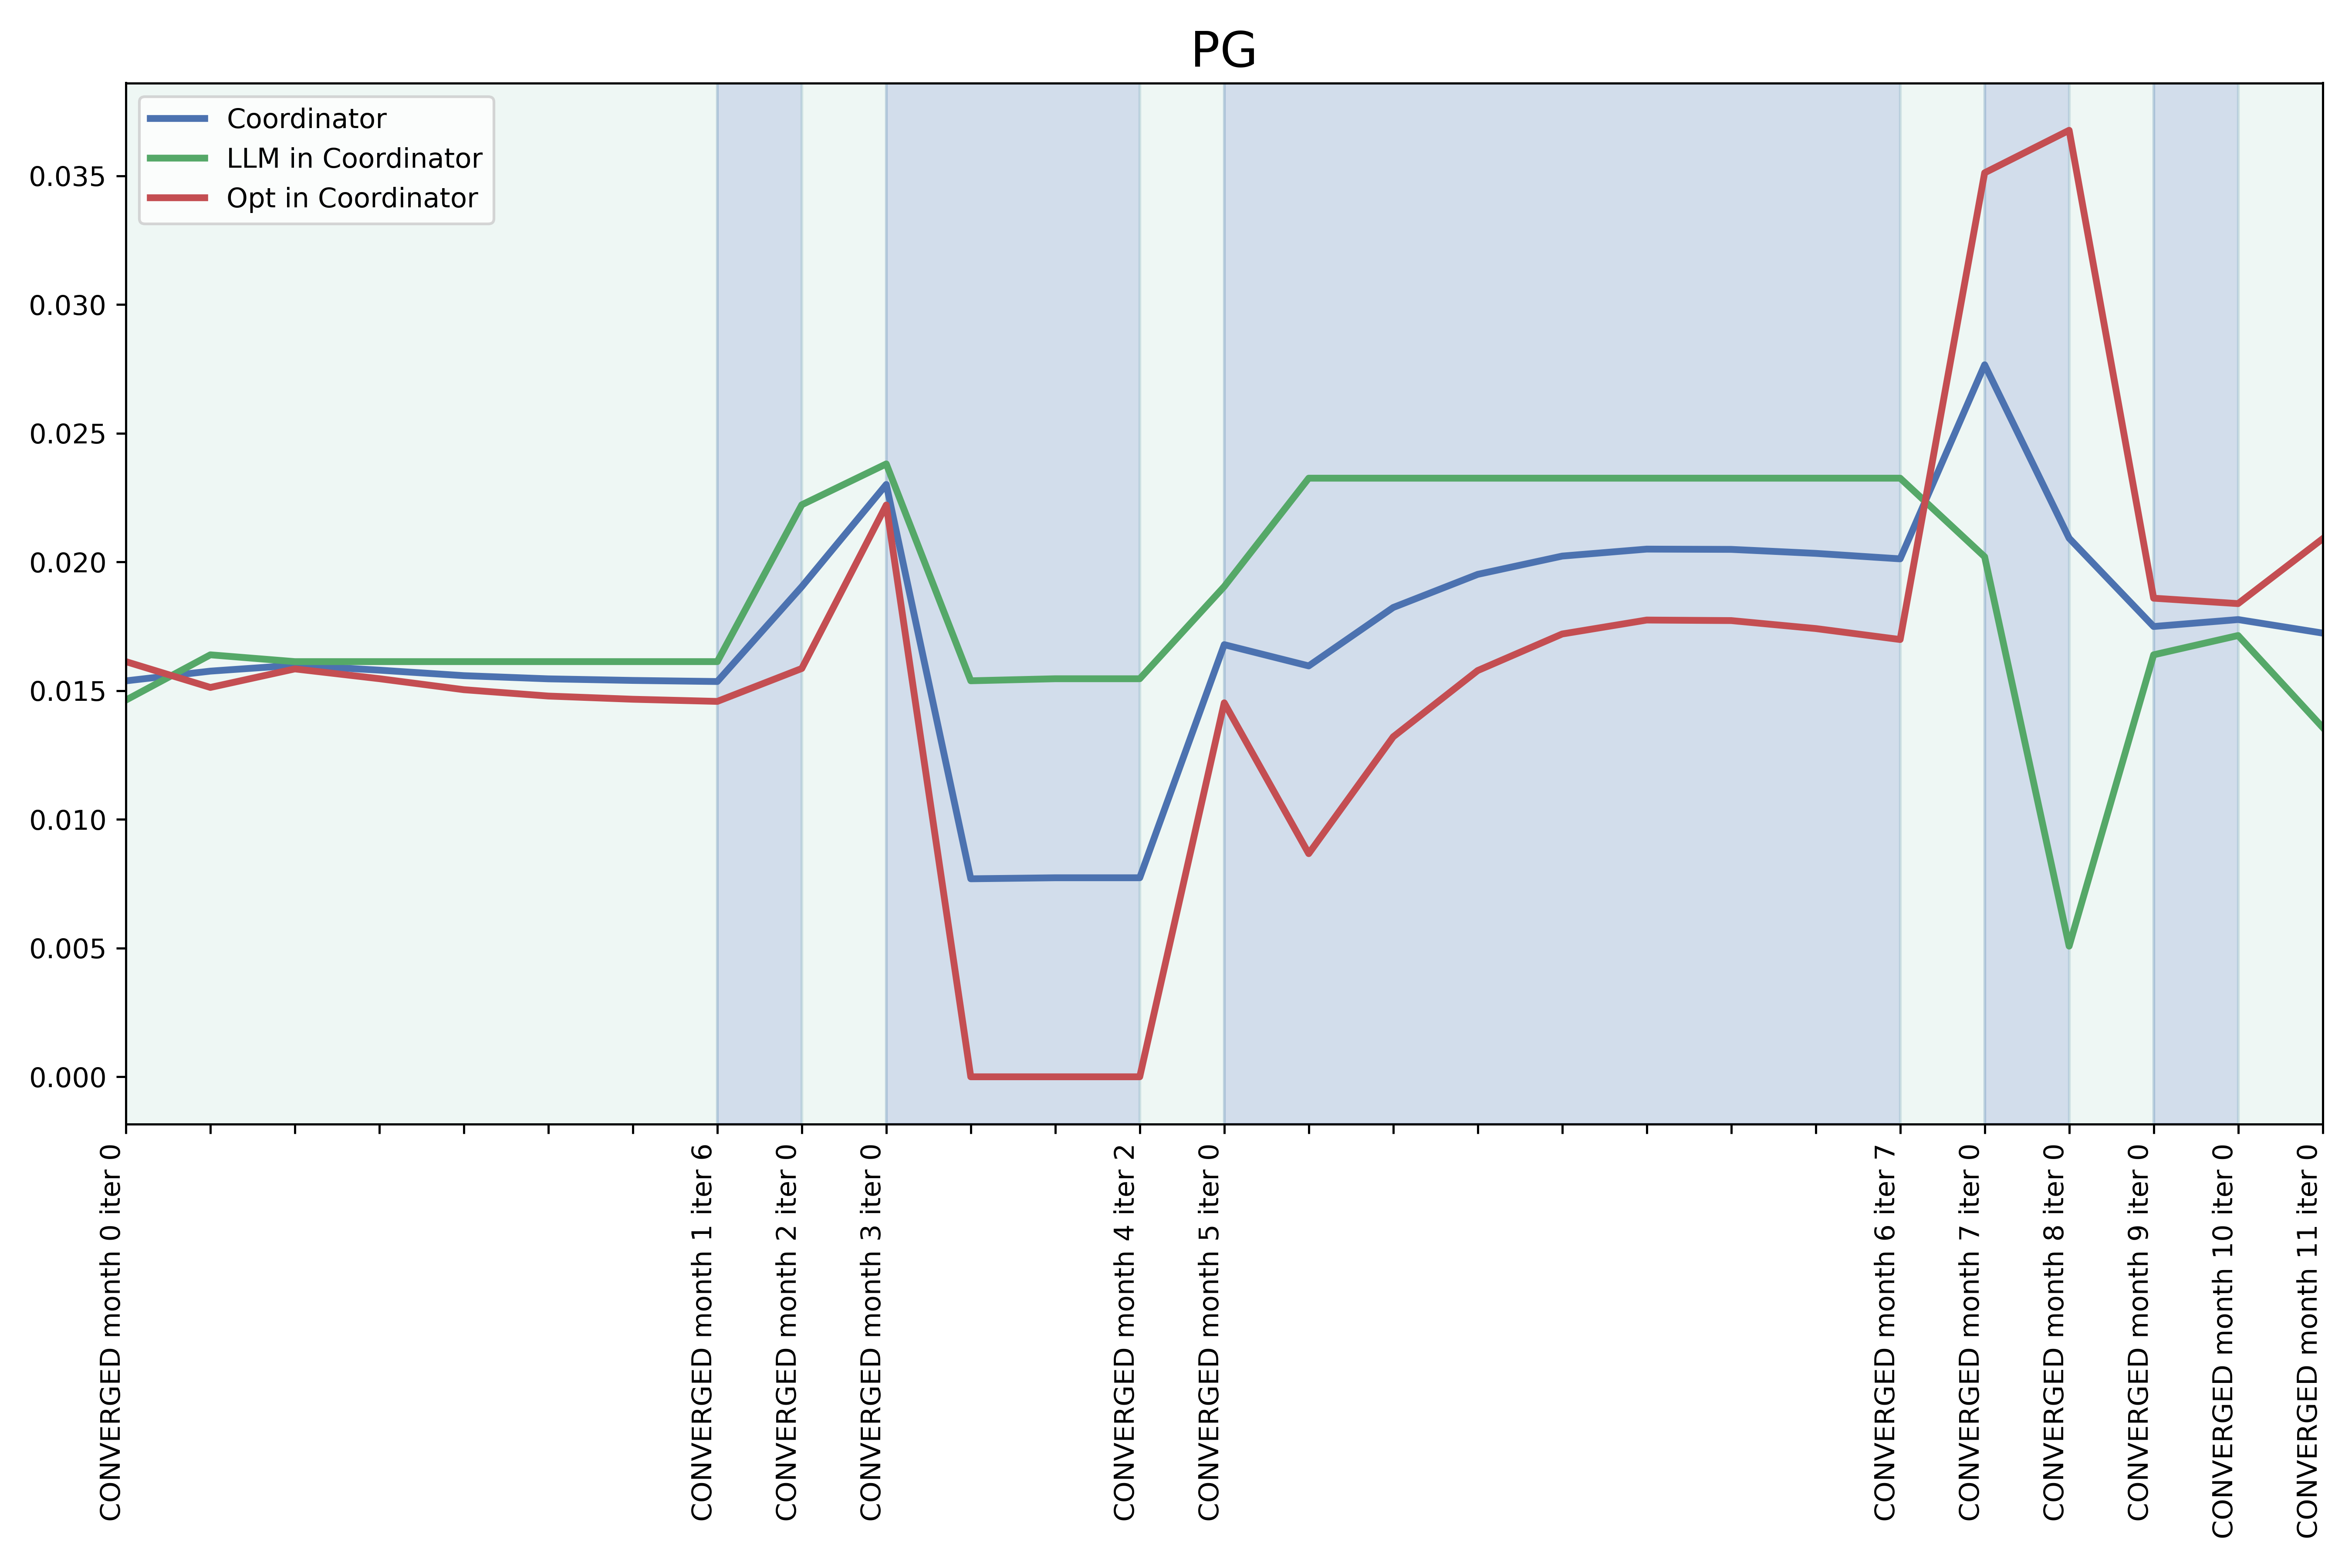 PG
Coordinator
LLM in Coordinator
Opt in Coordinator
0.035
0.030
0.025
0.020
0.015
0.010
0.005
0.000
CONVERGED month 0 iter 0
CONVERGED month 1 iter 6
CONVERGED month 2 iter 0
CONVERGED month 3 iter 0
CONVERGED month 4 iter 2
CONVERGED month 5 iter 0
CONVERGED month 6 iter 7
CONVERGED month 7 iter 0
CONVERGED month 8 iter 0
CONVERGED month 9 iter 0
CONVERGED month 10 iter 0
CONVERGED month 11 iter 0